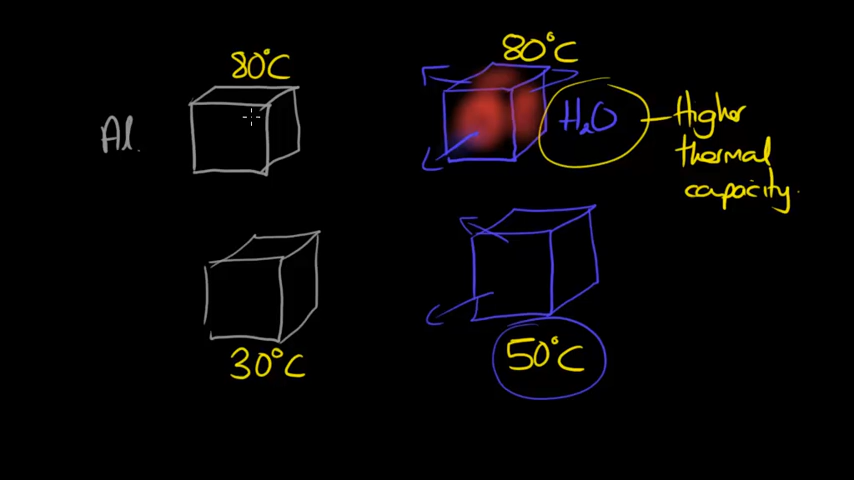 80°C
80°C
Al.
H₂O
Higher
thermal
capacity.
30°C
50°C